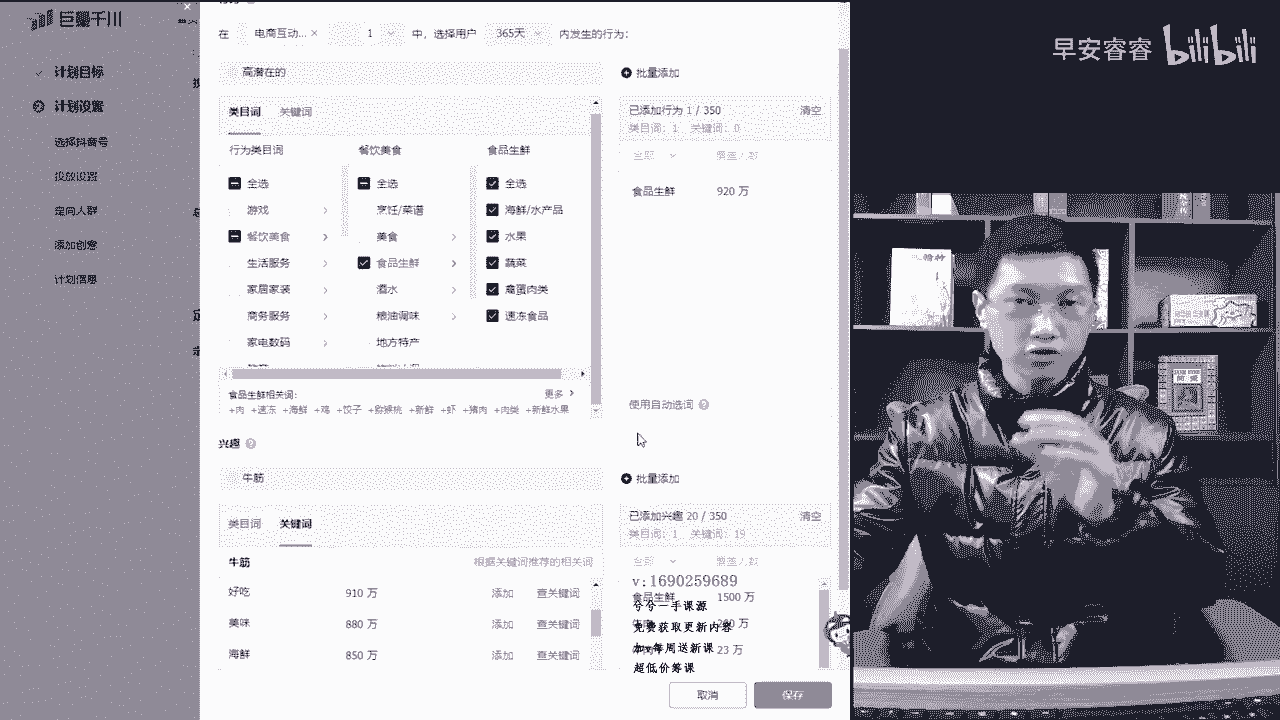 巨量千川
计划目标
计划设置
选择抖音号
投放设置
定向人群
添加创意
计划搭建
在 电商互动... × 1 中，选择用户 365天 内发生的行为：
高潜在的
批量添加
类目词 关键词
已添加行为 1 / 350 清空
类目词：1 关键词：0
行为类目词 餐饮美食 食品生鲜
全部 覆盖人数
全选 全选 全选
食品生鲜 920 万
游戏 烹饪/菜谱 海鲜/水产品
餐饮美食 美食 水果
生活服务 食品生鲜 蔬菜
家居家装 酒水 禽蛋肉类
商务服务 粮油调味 速冻食品
家电数码 地方特产
食品生鲜相关词： 更多
+肉 +速冻 +海鲜 +鸡 +饺子 +猕猴桃 +新鲜 +虾 +猪肉 +肉类 +新鲜水果
使用自动选词
兴趣
牛筋
批量添加
类目词 关键词
已添加兴趣 20 / 350 清空
类目词：1 关键词：19
牛筋 根据关键词推荐的相关词
全部 覆盖人数
好吃 910 万 添加 查关键词
美味 880 万 添加 查关键词
海鲜 850 万 添加 查关键词
v:1690259689
食品生鲜 1500 万
兮兮一手课源
免费获取更新内容
加v每周送新课
23 万
超低价筹课
取消 保存
早安睿睿 bilibili